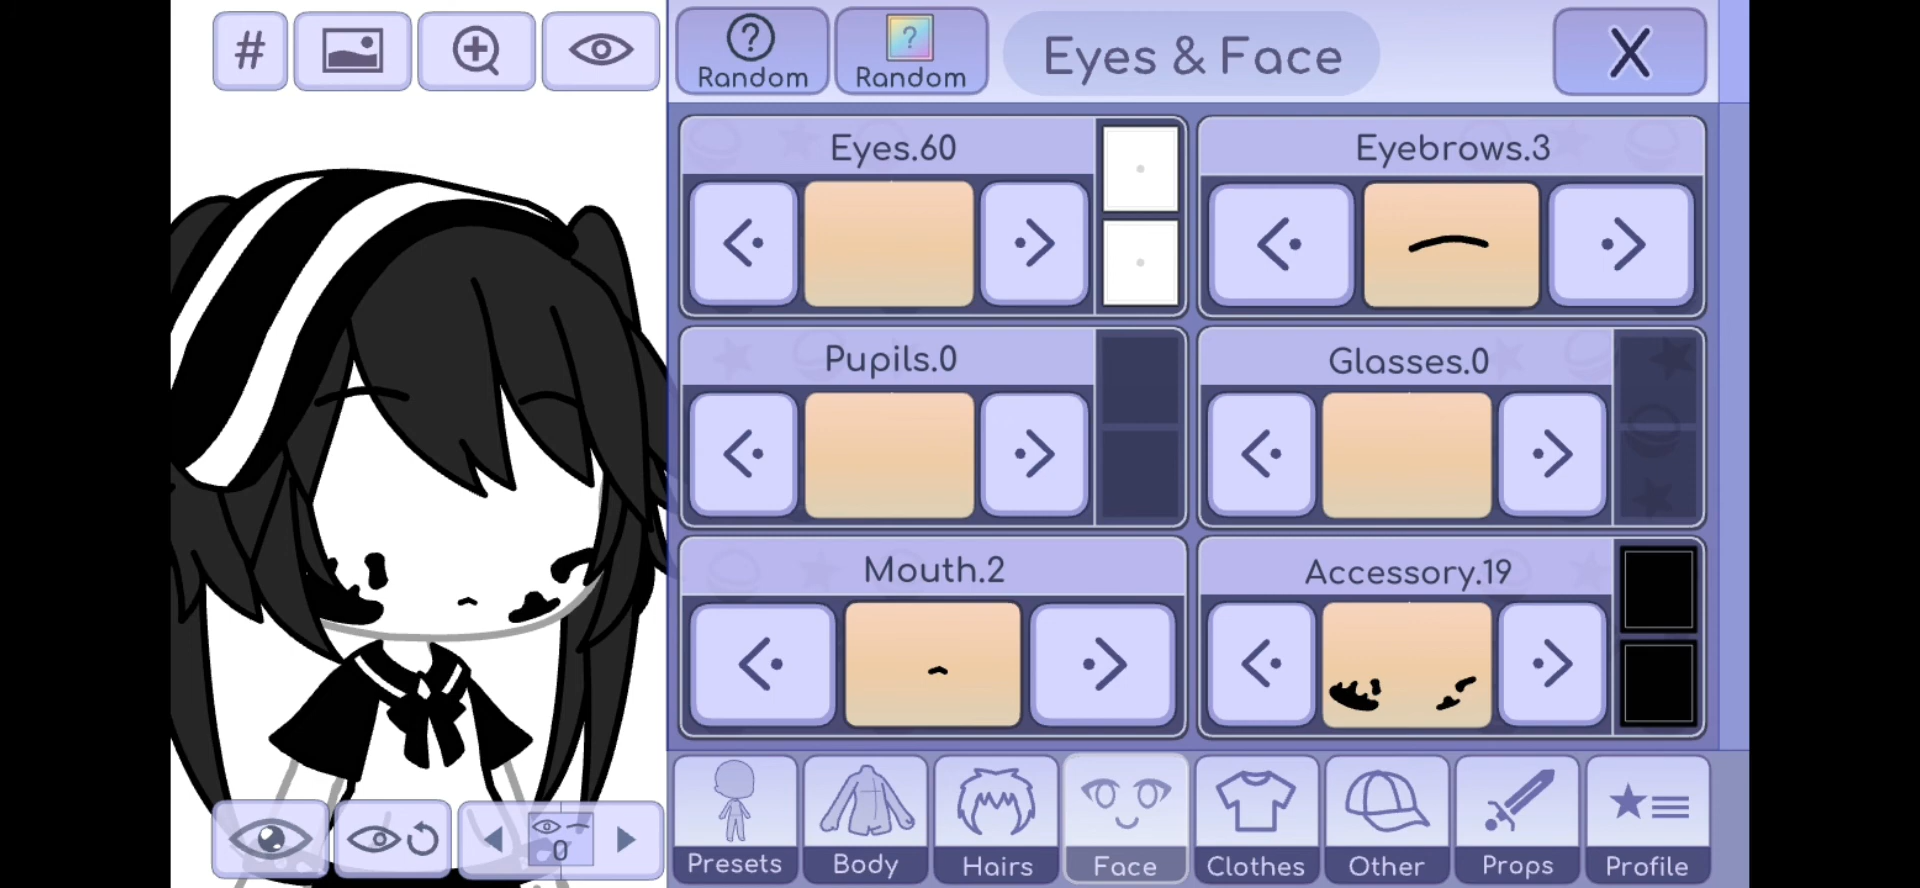 #
?
Random
?
Random
Eyes & Face
X
Eyes.60
Eyebrows.3
Pupils.0
Glasses.0
Mouth.2
Accessory.19
0
Presets
Body
Hairs
Face
Clothes
Other
Props
Profile